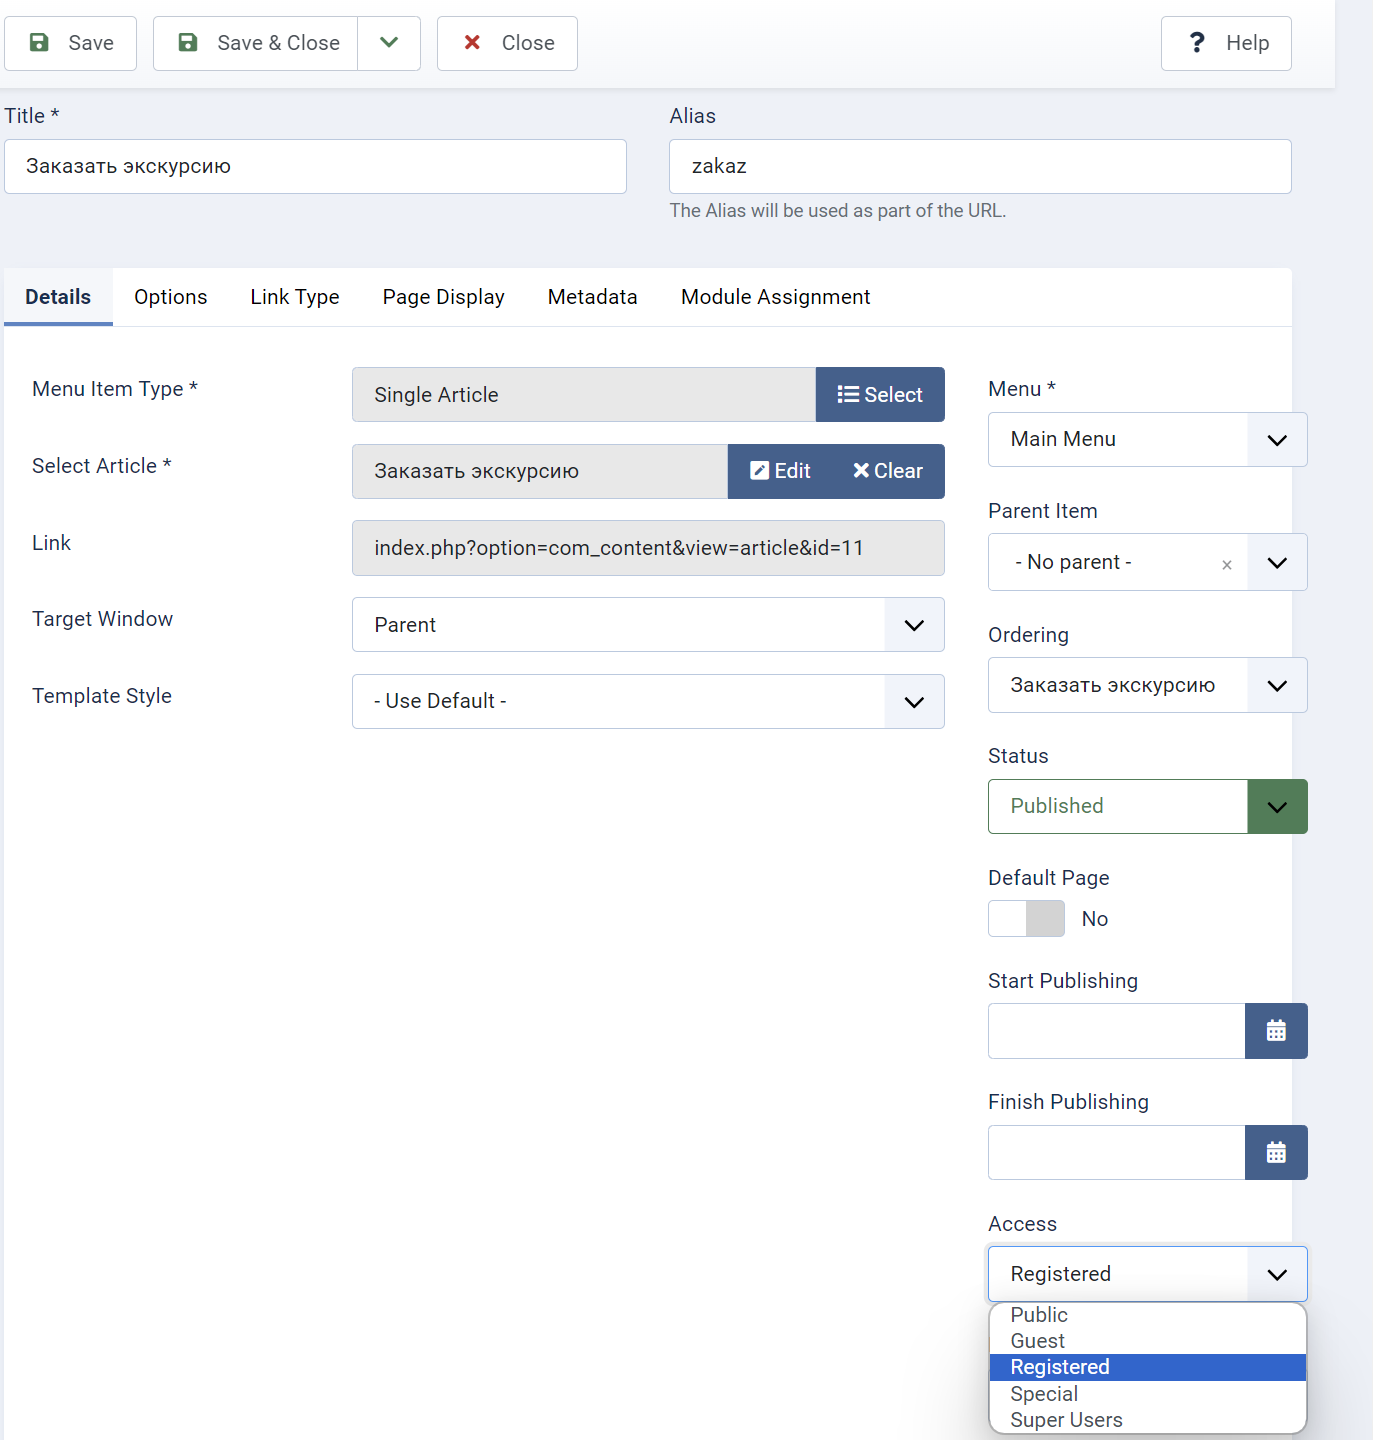 Save
Save & Close
Close
? Help
Title *
Alias
Заказать экскурсию
zakaz
The Alias will be used as part of the URL.
Details
Options
Link Type
Page Display
Metadata
Module Assignment
Menu Item Type *
Single Article
Select
Select Article *
Заказать экскурсию
Edit
Clear
Link
index.php?option=com_content&view=article&id=11
Target Window
Parent
Template Style
- Use Default -
Menu *
Main Menu
Parent Item
- No parent - ×
Ordering
Заказать экскурсию
Status
Published
Default Page
No
Start Publishing
Finish Publishing
Access
Registered
Public
Guest
Registered
Special
Super Users